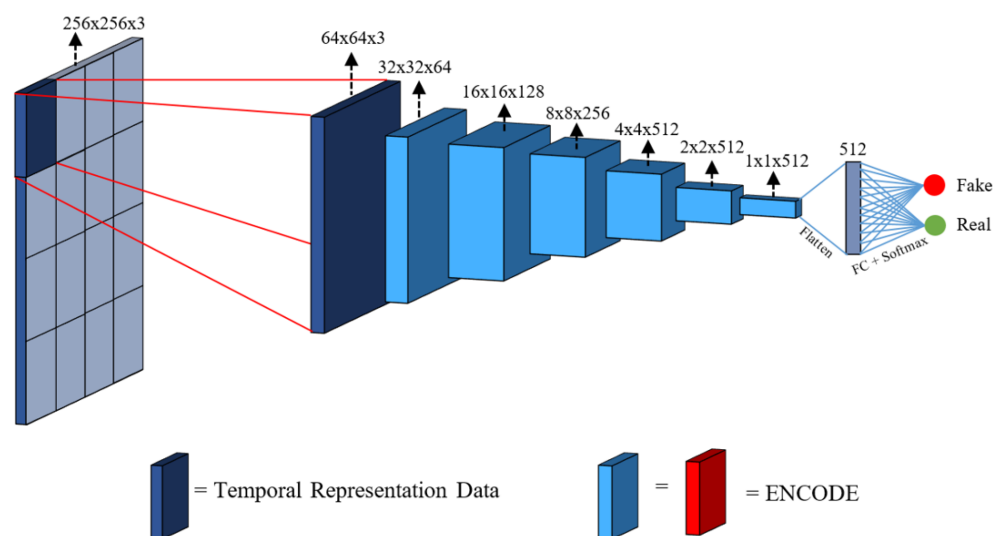 256x256x3
64x64x3
32x32x64
16x16x128
8x8x256
4x4x512
2x2x512
1x1x512
512
Fake
Real
Flatten
FC + Softmax
= Temporal Representation Data
= = ENCODE